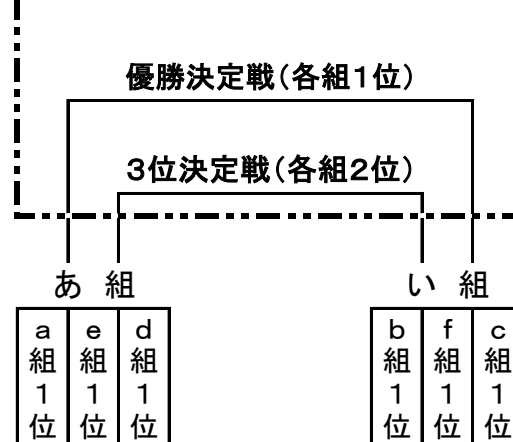 優勝決定戦(各組1位)
3位決定戦(各組2位)
あ 組
い 組
a組1位
e組1位
d組1位
b組1位
f組1位
c組1位